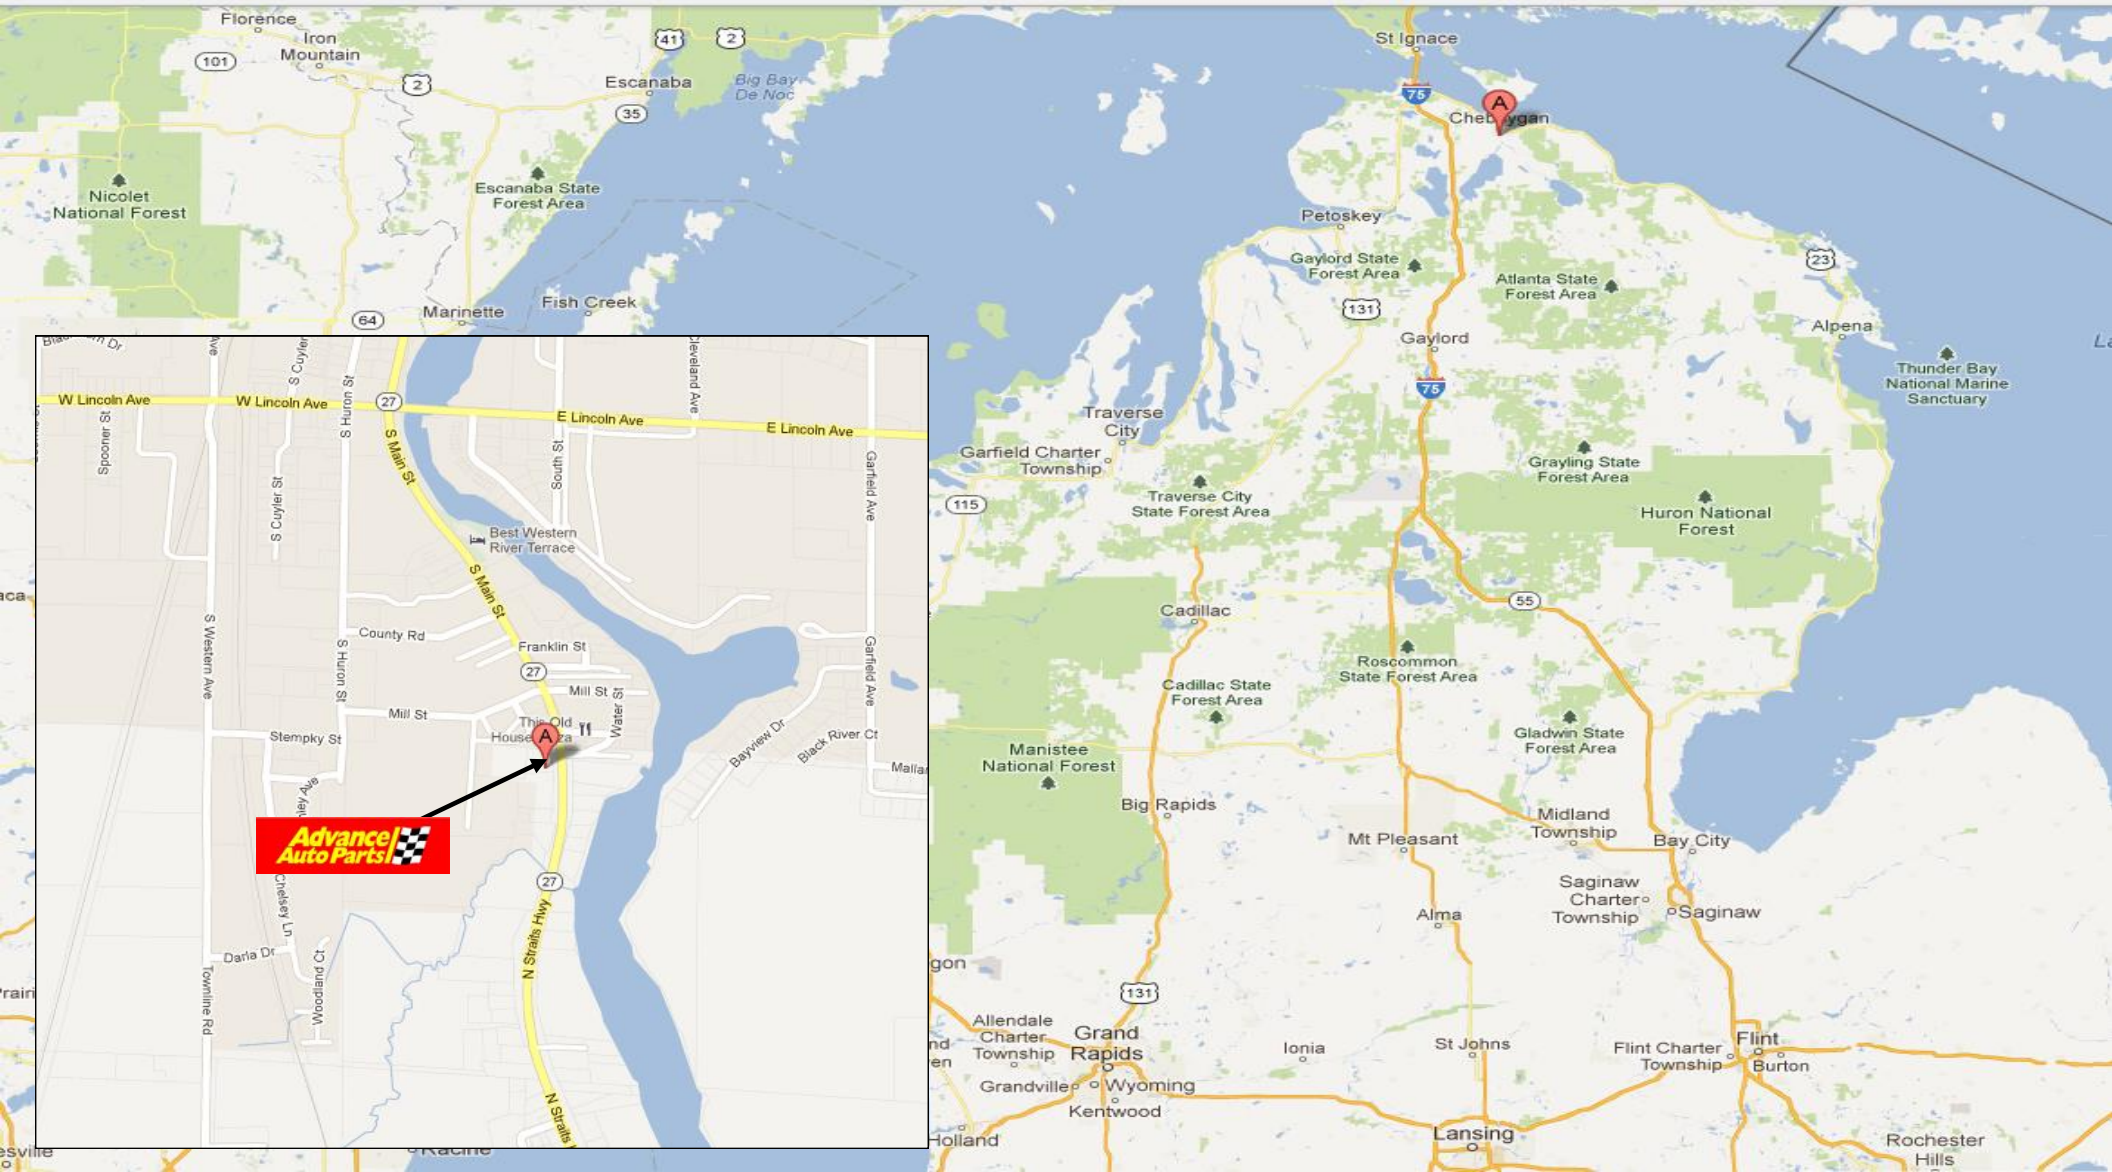 Florence
Iron
Mountain
101
2
41
2
Escanaba
Big Bay
De Noc
35
Nicolet
National Forest
Escanaba State
Forest Area
64
Marinette
Fish Creek
St Ignace
75
A
Petoskey
Gaylord State
Forest Area
Atlanta State
Forest Area
23
131
Gaylord
Alpena
75
Thunder Bay
National Marine
Sanctuary
Traverse
City
Garfield Charter
Township
115
Traverse City
State Forest Area
Grayling State
Forest Area
Huron National
Forest
55
Cadillac
Roscommon
State Forest Area
Cadillac State
Forest Area
Gladwin State
Forest Area
Manistee
National Forest
Big Rapids
Midland
Township
Mt Pleasant
Bay City
Saginaw
Charter
Township
Saginaw
Alma
131
Allendale
Charter
Township
Grand
Rapids
Ionia
St Johns
Flint Charter
Township
Flint
Burton
Grandville
Wyoming
Kentwood
Holland
Lansing
Rochester
Hills
Racine
W Lincoln Ave
W Lincoln Ave
27
E Lincoln Ave
E Lincoln Ave
S Cuyler
S Huron St
Cleveland Ave
Spooner St
S Cuyler St
S Main St
South St
Garfield Ave
Best Western
River Terrace
S Main St
S Western Ave
County Rd
S Huron St
Franklin St
27
Garfield Ave
Mill St
Mill St
Water St
This Old
House
A
Stempky St
Bayview Dr
Black River Ct
Advance
Auto Parts
27
Chelsey Ln
N Straits Hwy
Darla Dr
Woodland Ct
Townline Rd
N Straits